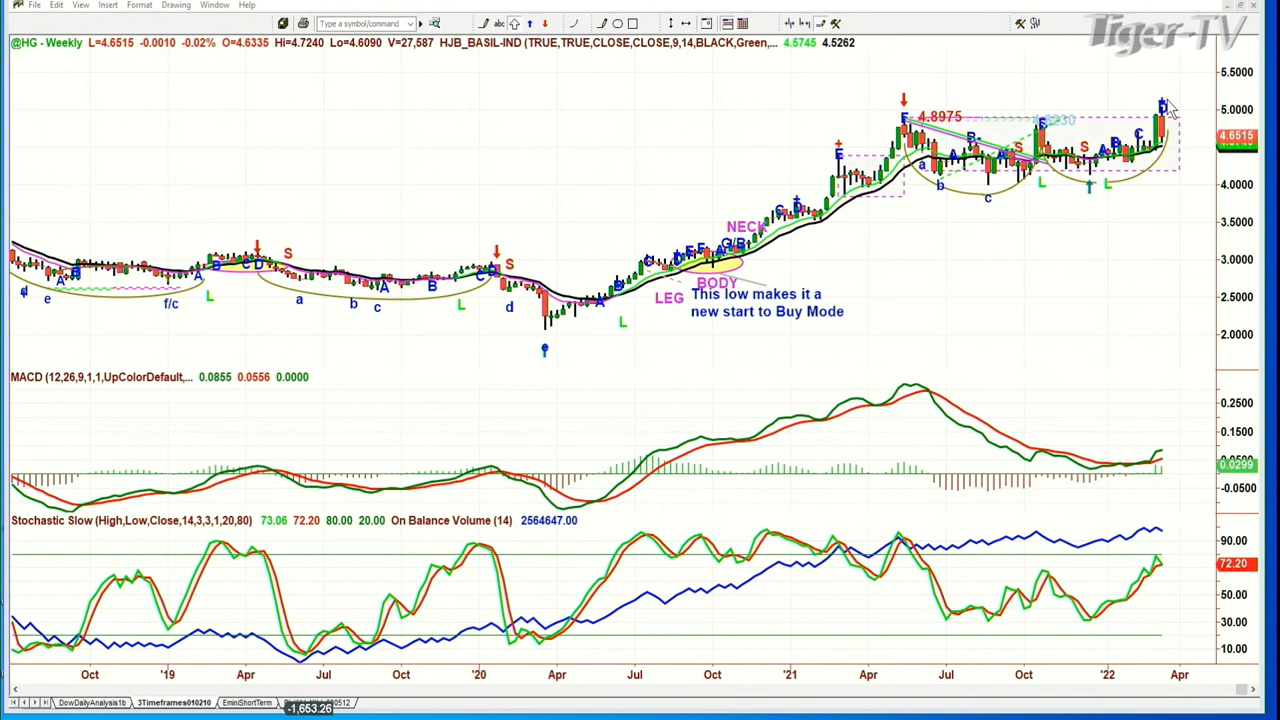 File Edit View Insert Format Drawing Window Help
Type a symbol/command
abc
Tiger-TV
@HG - Weekly L=4.6515 -0.0010 -0.02% O=4.6335 Hi=4.7240 Lo=4.6090 V=27,587 HJB_BASIL-IND (TRUE,TRUE,CLOSE,CLOSE,9,14,BLACK,Green,... 4.5745 4.5262
5.5000
5.0000
4.6515
4.0000
3.5000
3.0000
2.5000
2.0000
4.8975
NECK
LEG
BODY
This low makes it a
new start to Buy Mode
MACD (12,26,9,1,1,UpColorDefault,... 0.0855 0.0556 0.0000
0.2500
0.1500
0.0299
-0.0500
Stochastic Slow (High,Low,Close,14,3,3,1,20,80) 73.06 72.20 80.00 20.00 On Balance Volume (14) 2564647.00
90.00
72.20
50.00
30.00
10.00
Oct '19 Apr Jul Oct '20 Apr Jul Oct '21 Apr Jul Oct '22 Apr
DowDailyAnalysis1b 3Timeframes010210 EminiShortTerm
-1,653.26